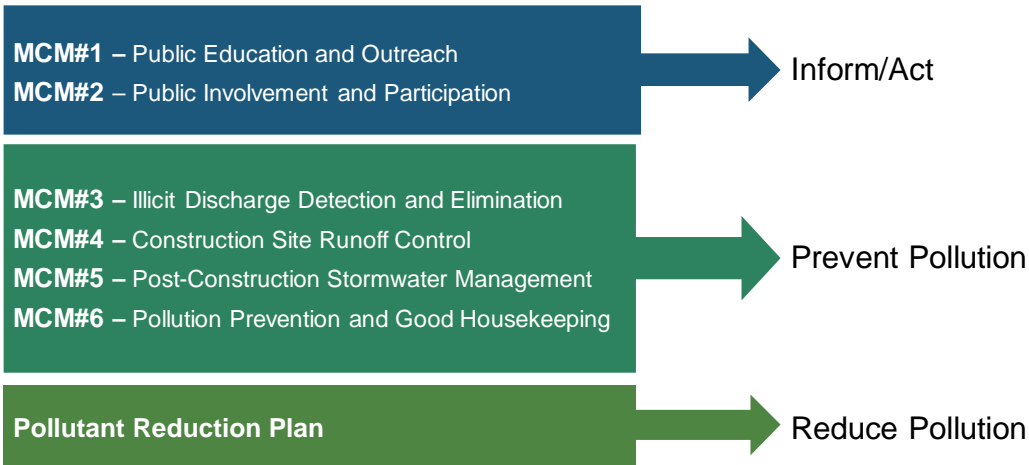 MCM#1 – Public Education and Outreach
MCM#2 – Public Involvement and Participation
Inform/Act
MCM#3 – Illicit Discharge Detection and Elimination
MCM#4 – Construction Site Runoff Control
MCM#5 – Post-Construction Stormwater Management
MCM#6 – Pollution Prevention and Good Housekeeping
Prevent Pollution
Pollutant Reduction Plan
Reduce Pollution